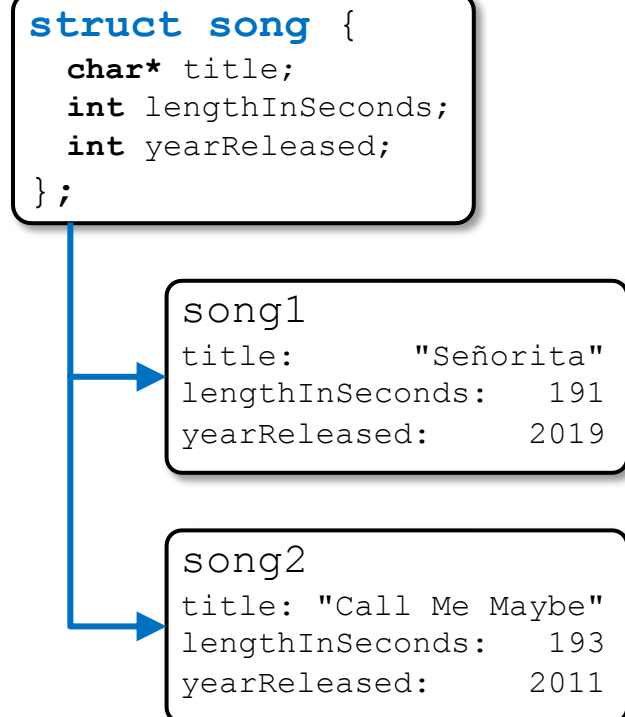 struct song {
char* title;
int lengthInSeconds;
int yearReleased;
};
song1
title: "Señorita"
lengthInSeconds: 191
yearReleased: 2019
song2
title: "Call Me Maybe"
lengthInSeconds: 193
yearReleased: 2011